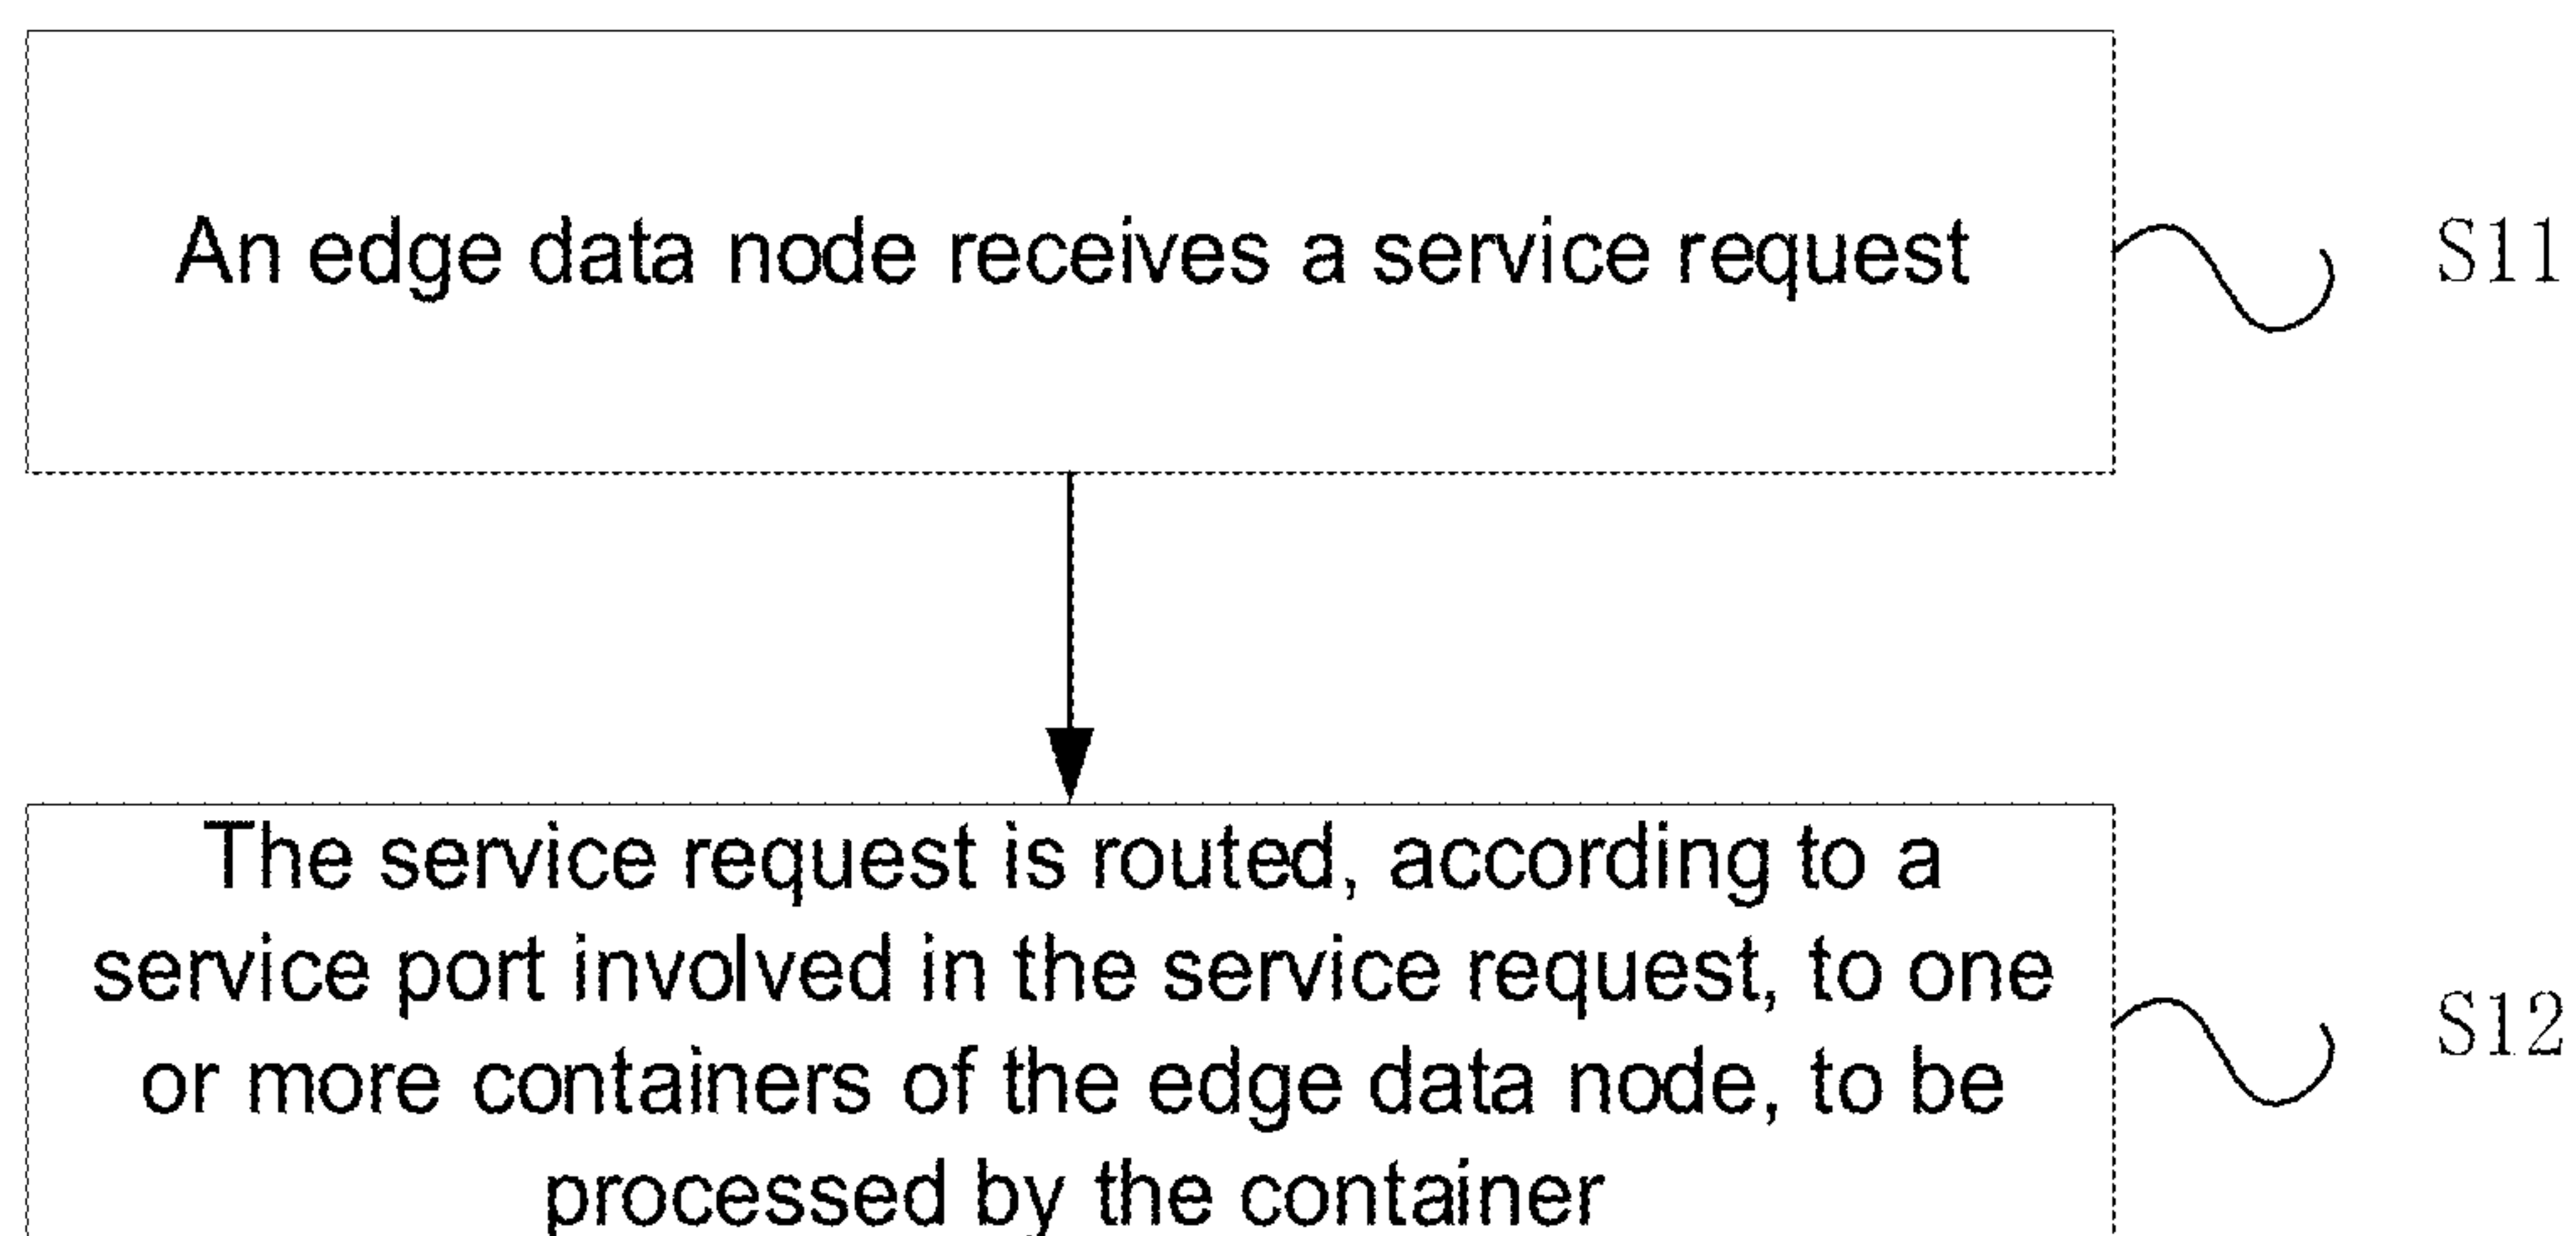 An edge data node receives a service request
S11
The service request is routed, according to a
service port involved in the service request, to one
or more containers of the edge data node, to be
processed by the container
S12